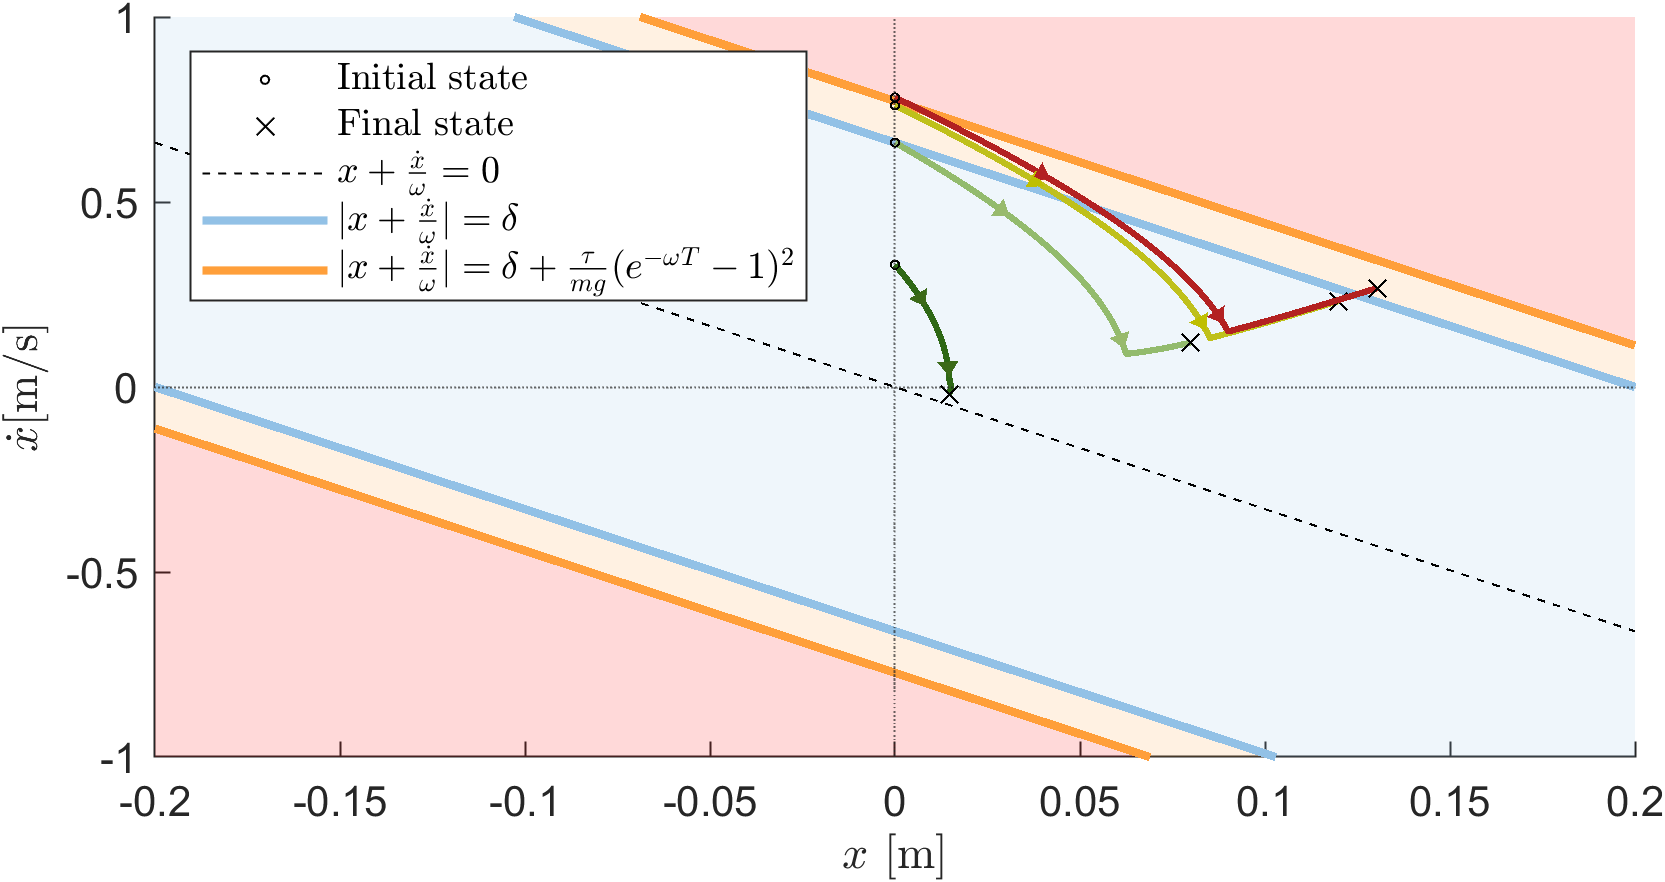 1
0.5
0
-0.5
-1
ẋ[m/s]
Initial state
Final state
x + ẋ/ω = 0
|x + ẋ/ω| = δ
|x + ẋ/ω| = δ + τ/mg (e^{-ωT} − 1)²
-0.2
-0.15
-0.1
-0.05
0
0.05
0.1
0.15
0.2
x [m]